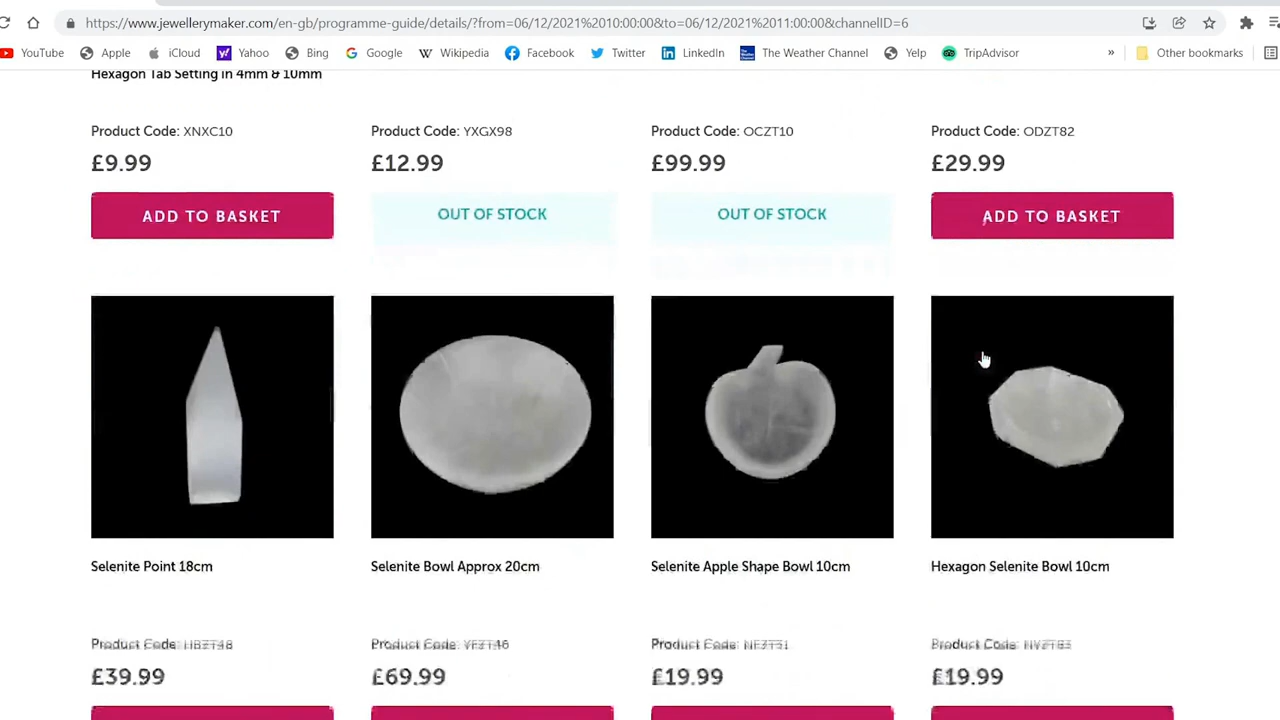 https://www.jewellerymaker.com/en-gb/programme-guide/details/?from=06/12/2021%2010:00:00&to=06/12/2021%2011:00:00&channelID=6
YouTube Apple iCloud Yahoo Bing Google Wikipedia Facebook Twitter LinkedIn The Weather Channel Yelp TripAdvisor » Other bookmarks
Hexagon Tab Setting in 4mm & 10mm
Product Code: XNXC10 Product Code: YXGX98 Product Code: OCZT10 Product Code: ODZT82
£9.99 £12.99 £99.99 £29.99
ADD TO BASKET OUT OF STOCK OUT OF STOCK ADD TO BASKET
Selenite Point 18cm Selenite Bowl Approx 20cm Selenite Apple Shape Bowl 10cm Hexagon Selenite Bowl 10cm
Product Code: Product Code: Product Code: Product Code:
£39.99 £69.99 £19.99 £19.99